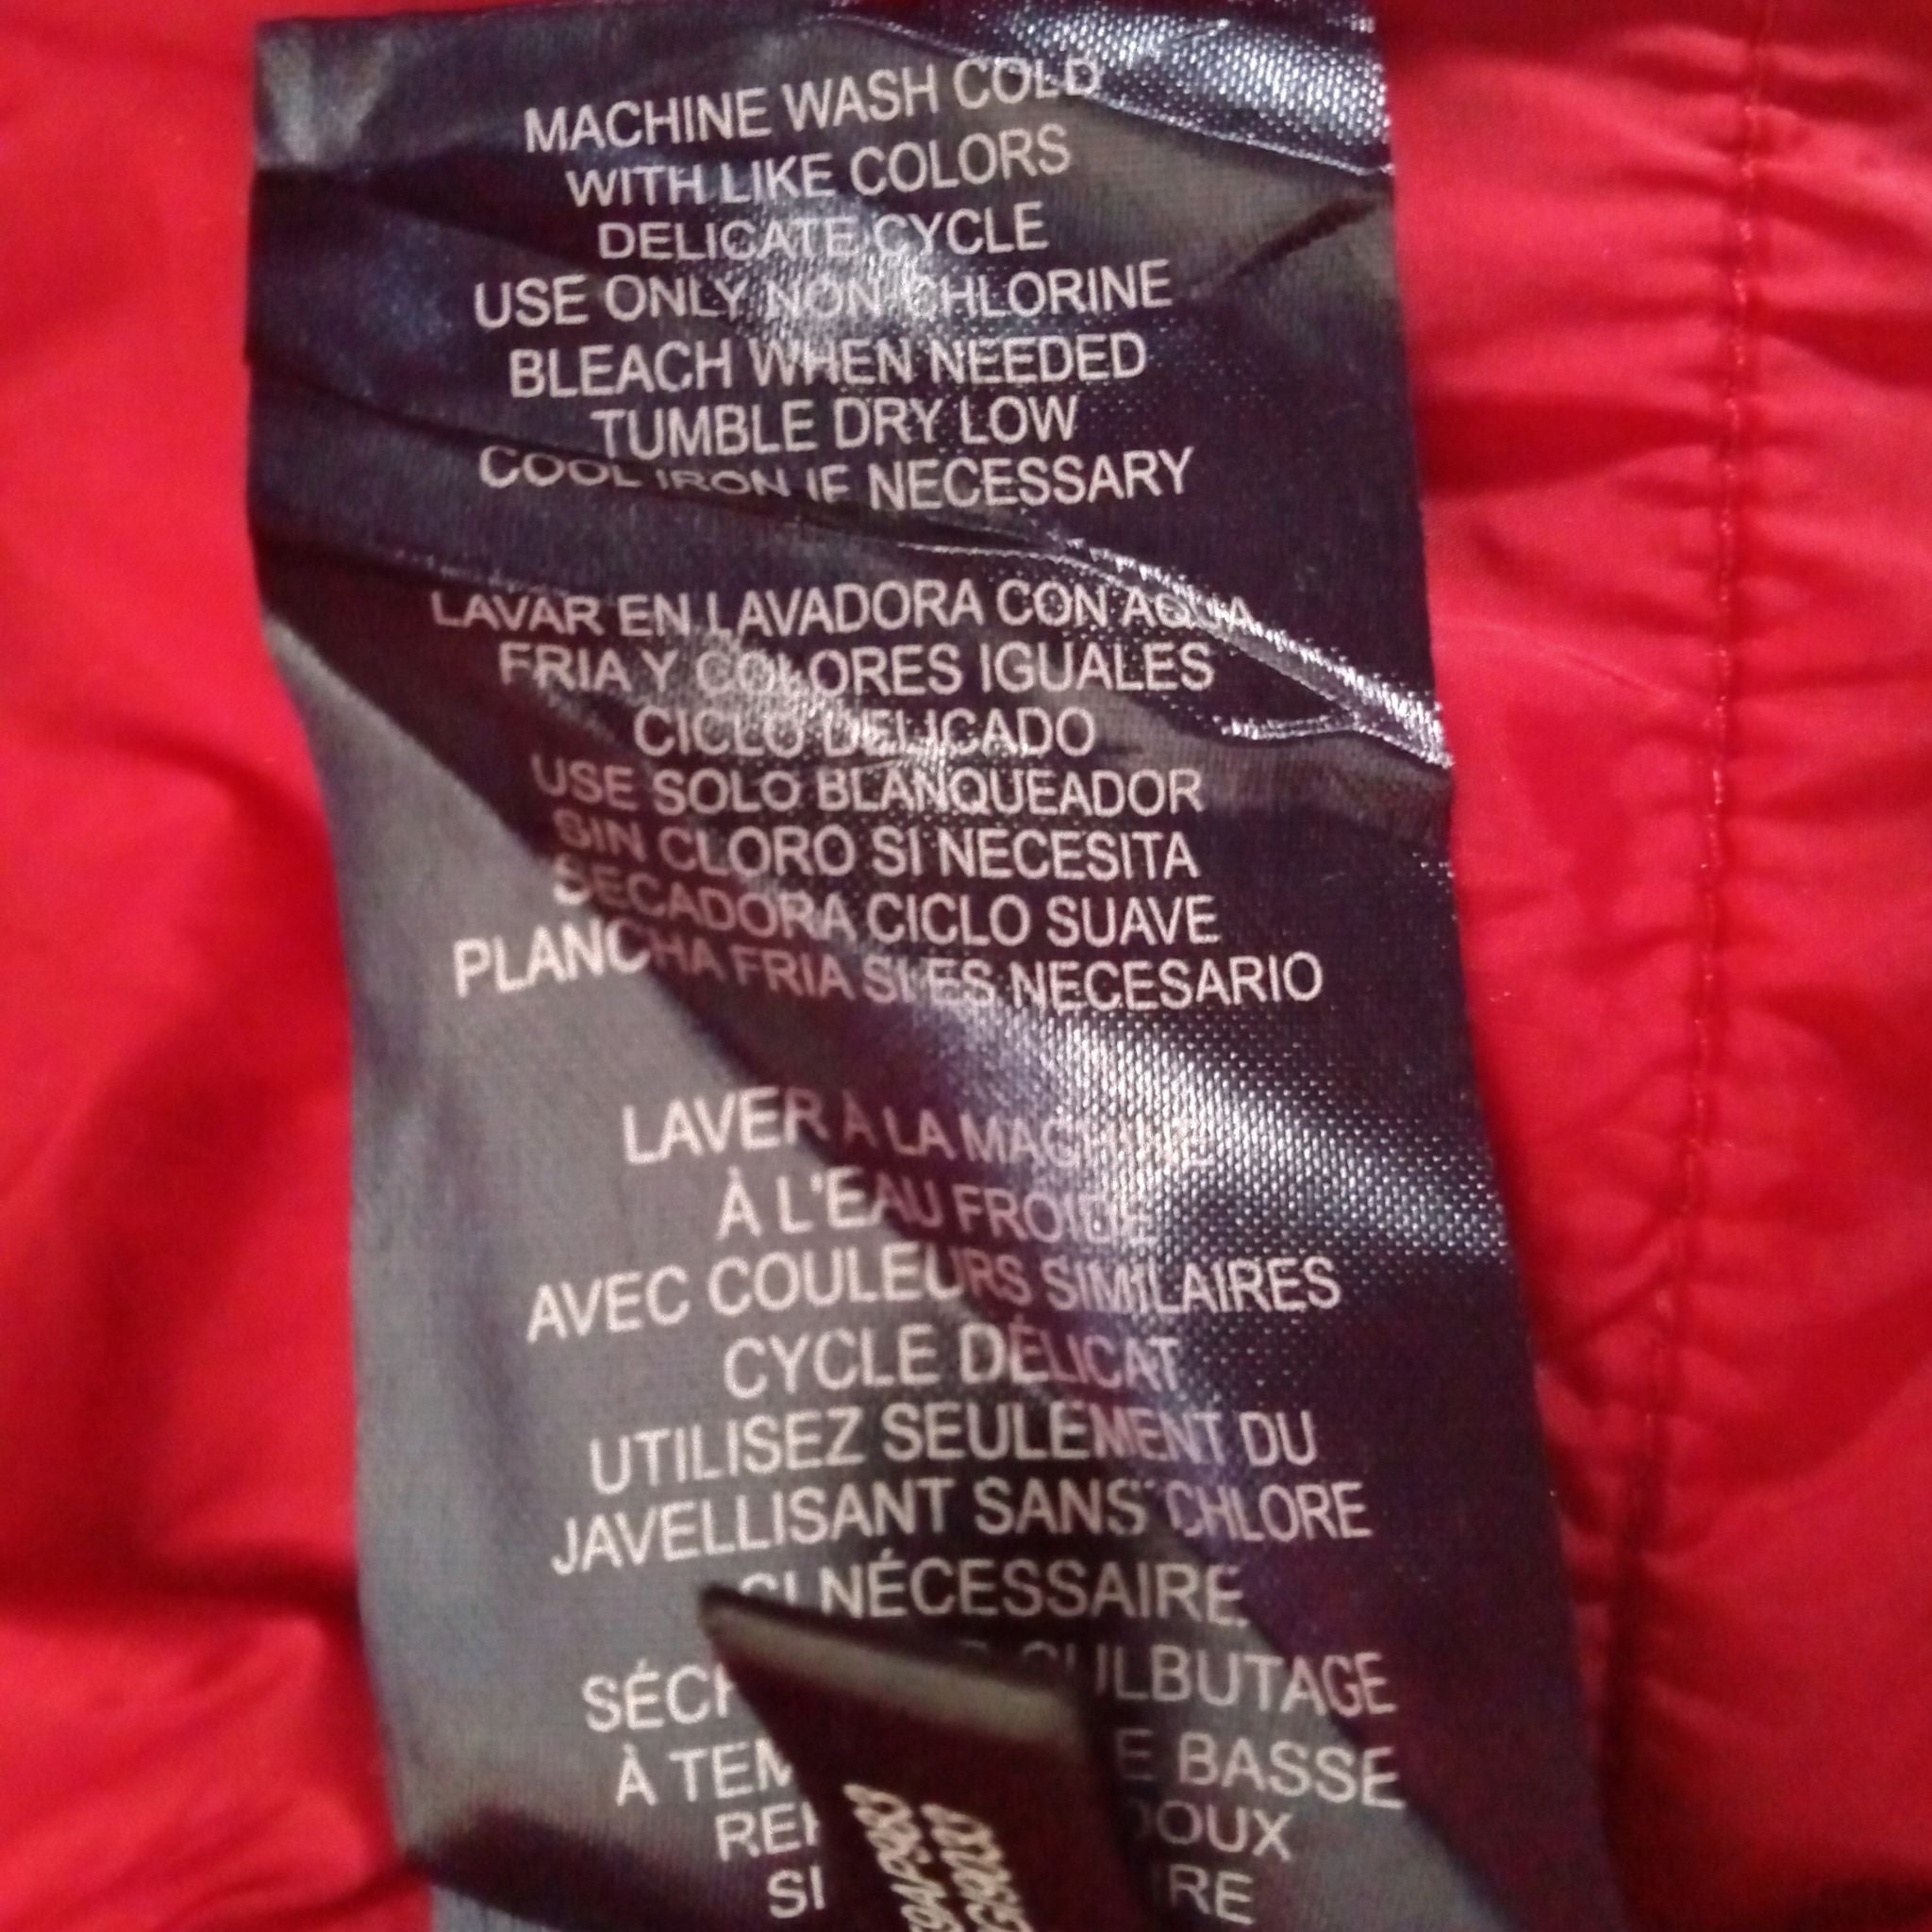 MACHINE WASH COLD
WITH LIKE COLORS
DELICATE CYCLE
USE ONLY NON-CHLORINE
BLEACH WHEN NEEDED
TUMBLE DRY LOW
COOL IRON IF NECESSARY
LAVAR EN LAVADORA CON AQUA
FRIA Y COLORES IGUALES
CICLO DELICADO
USE SOLO BLANQUEADOR
SIN CLORO SI NECESITA
SECADORA CICLO SUAVE
PLANCHA FRIA SI ES NECESARIO
LAVER À LA MACHINE
À L'EAU FROIDE
AVEC COULEURS SIMILAIRES
CYCLE DÉLICAT
UTILISEZ SEULEMENT DU
JAVELLISANT SANS CHLORE
SI NÉCESSAIRE
À BASSE
SI